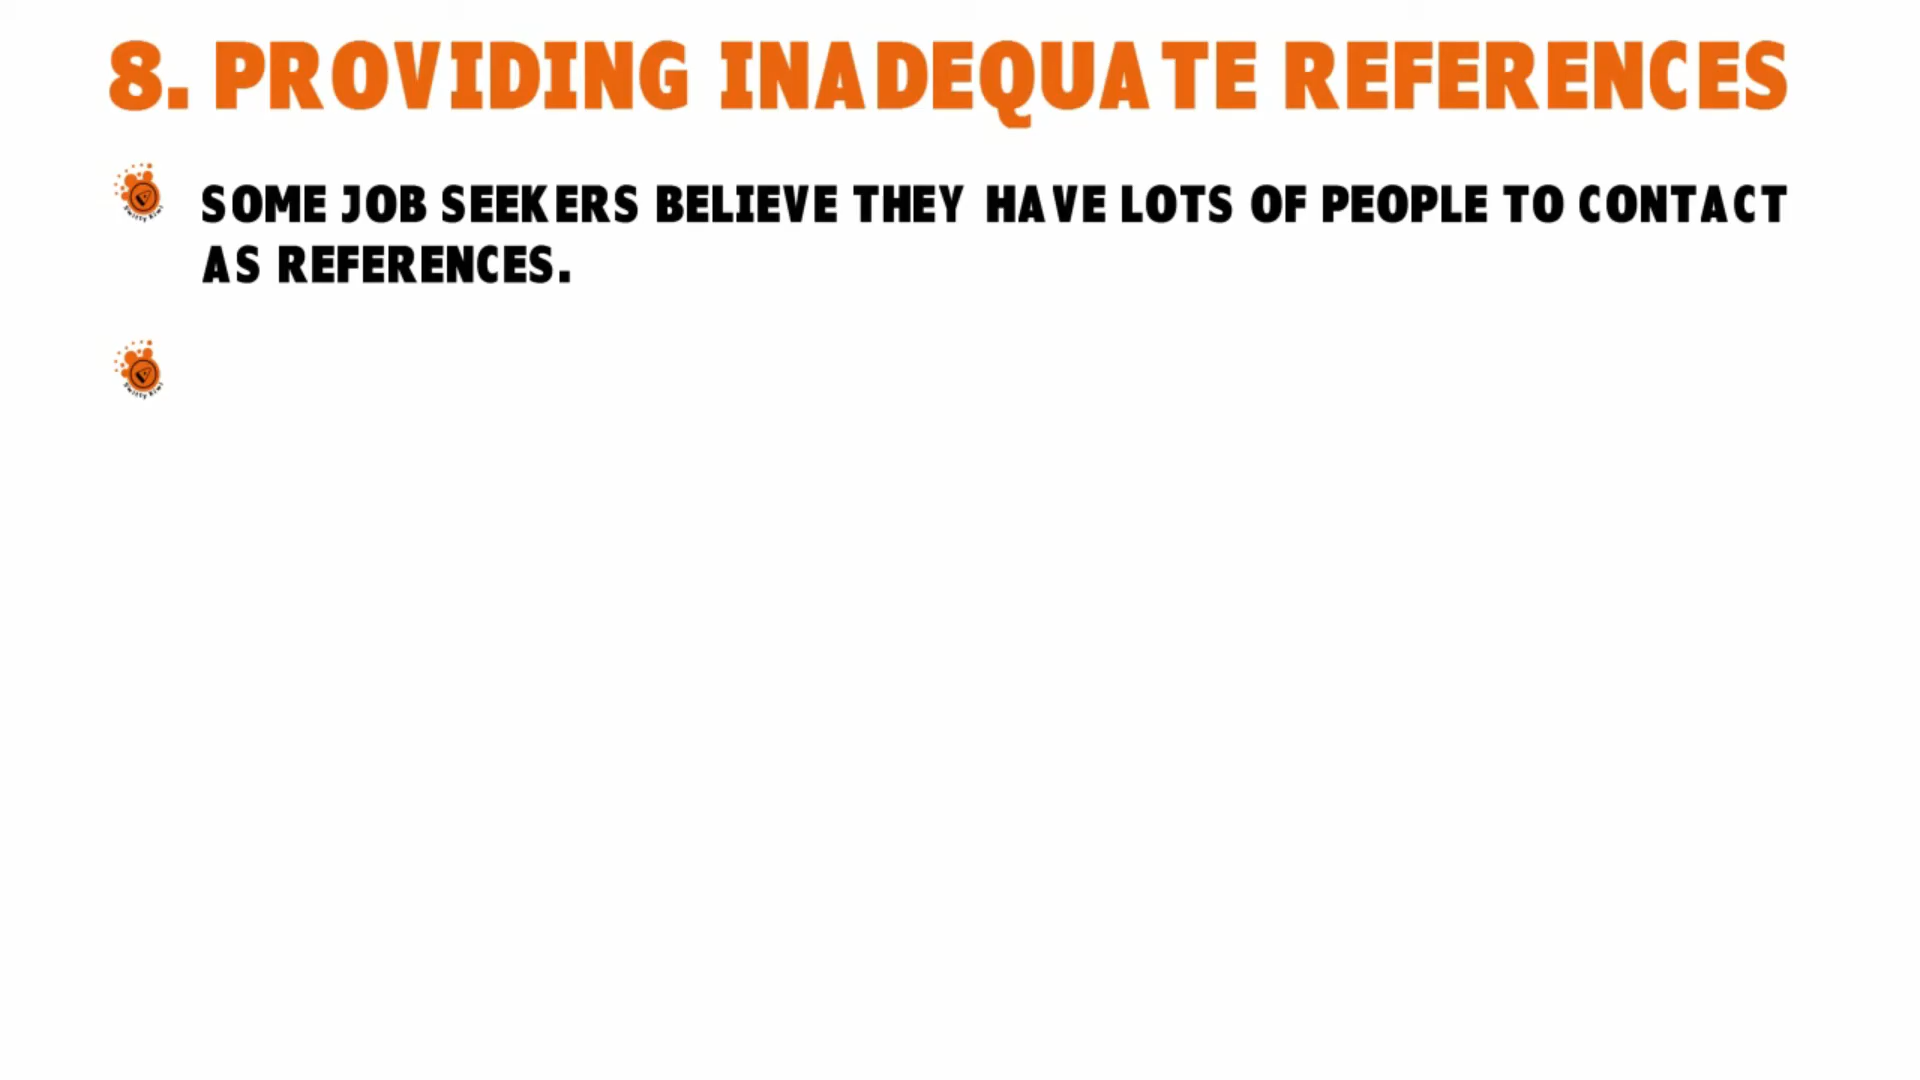 8. PROVIDING INADEQUATE REFERENCES
SOME JOB SEEKERS BELIEVE THEY HAVE LOTS OF PEOPLE TO CONTACT
AS REFERENCES.